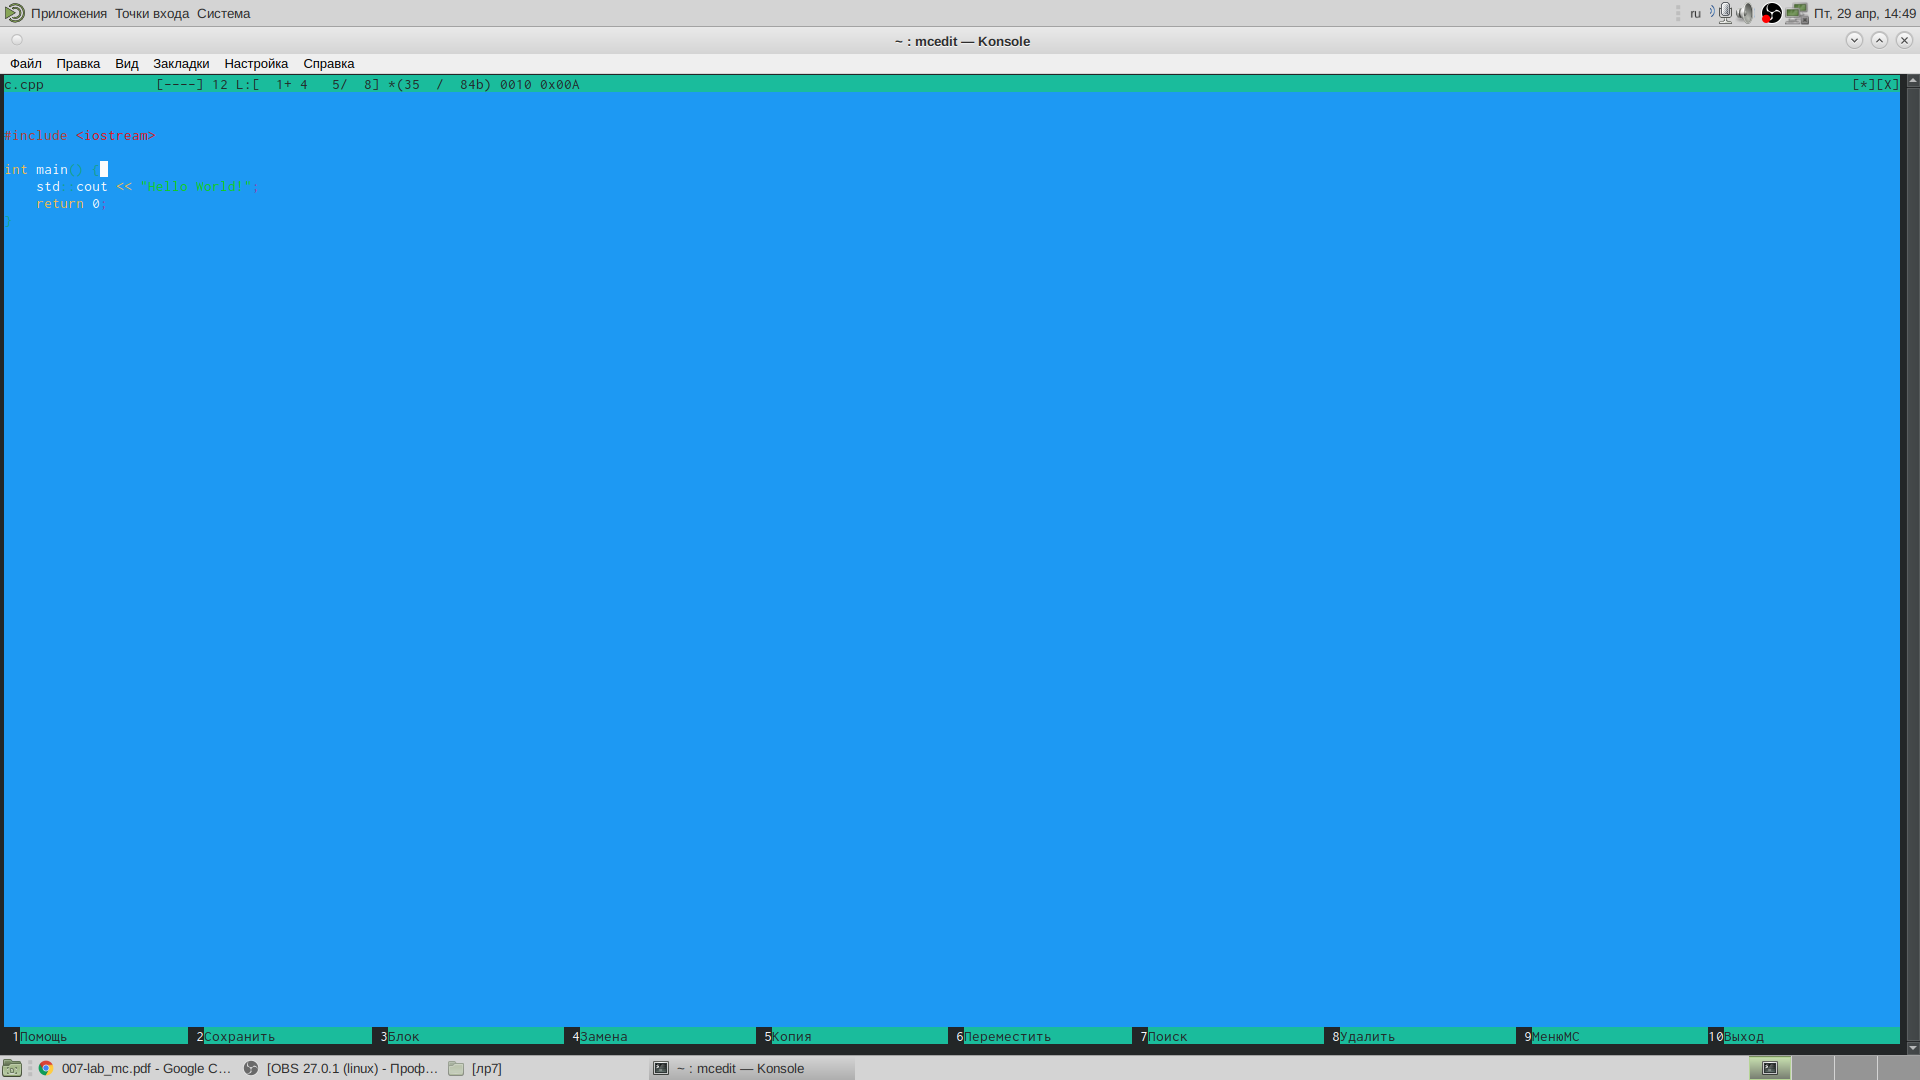 Приложения Точки входа Система ru Пт, 29 апр, 14:49
~ : mcedit — Konsole
Файл Правка Вид Закладки Настройка Справка
c.cpp [----] 12 L:[ 1+ 4 5/ 8] *(35 / 84b) 0010 0x00A [*][X]
#include <iostream>
int main() {
std cout << "Hello World!";
return 0;
}
1Помощь 2Сохранить 3Блок 4Замена 5Копия 6Переместить 7Поиск 8Удалить 9МенюMC 10Выход
007-lab_mc.pdf - Google C... [OBS 27.0.1 (linux) - Проф... [лр7] ~ : mcedit — Konsole